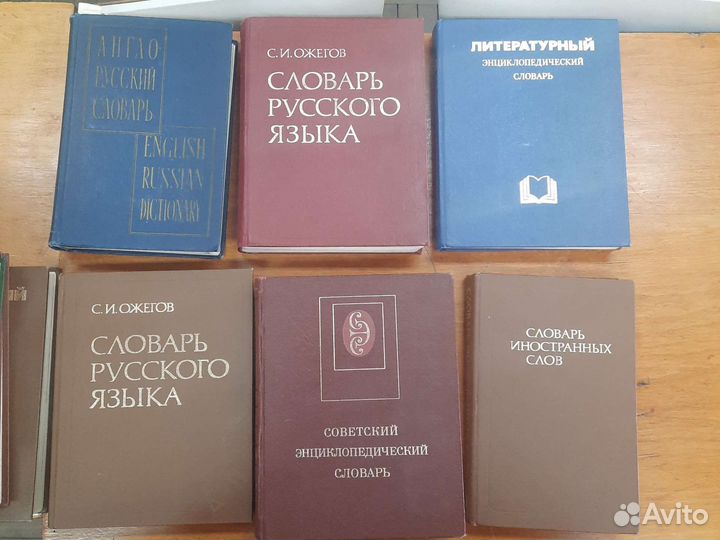 АНГЛО-
РУССКИЙ
СЛОВАРЬ
ENGLISH
RUSSIAN
DICTIONARY
С. И. ОЖЕГОВ
СЛОВАРЬ
РУССКОГО
ЯЗЫКА
ЛИТЕРАТУРНЫЙ
ЭНЦИКЛОПЕДИЧЕСКИЙ
СЛОВАРЬ
С. И. ОЖЕГОВ
СЛОВАРЬ
РУССКОГО
ЯЗЫКА
СЭ
СОВЕТСКИЙ
ЭНЦИКЛОПЕДИЧЕСКИЙ
СЛОВАРЬ
СЛОВАРЬ
ИНОСТРАННЫХ
СЛОВ
Avito